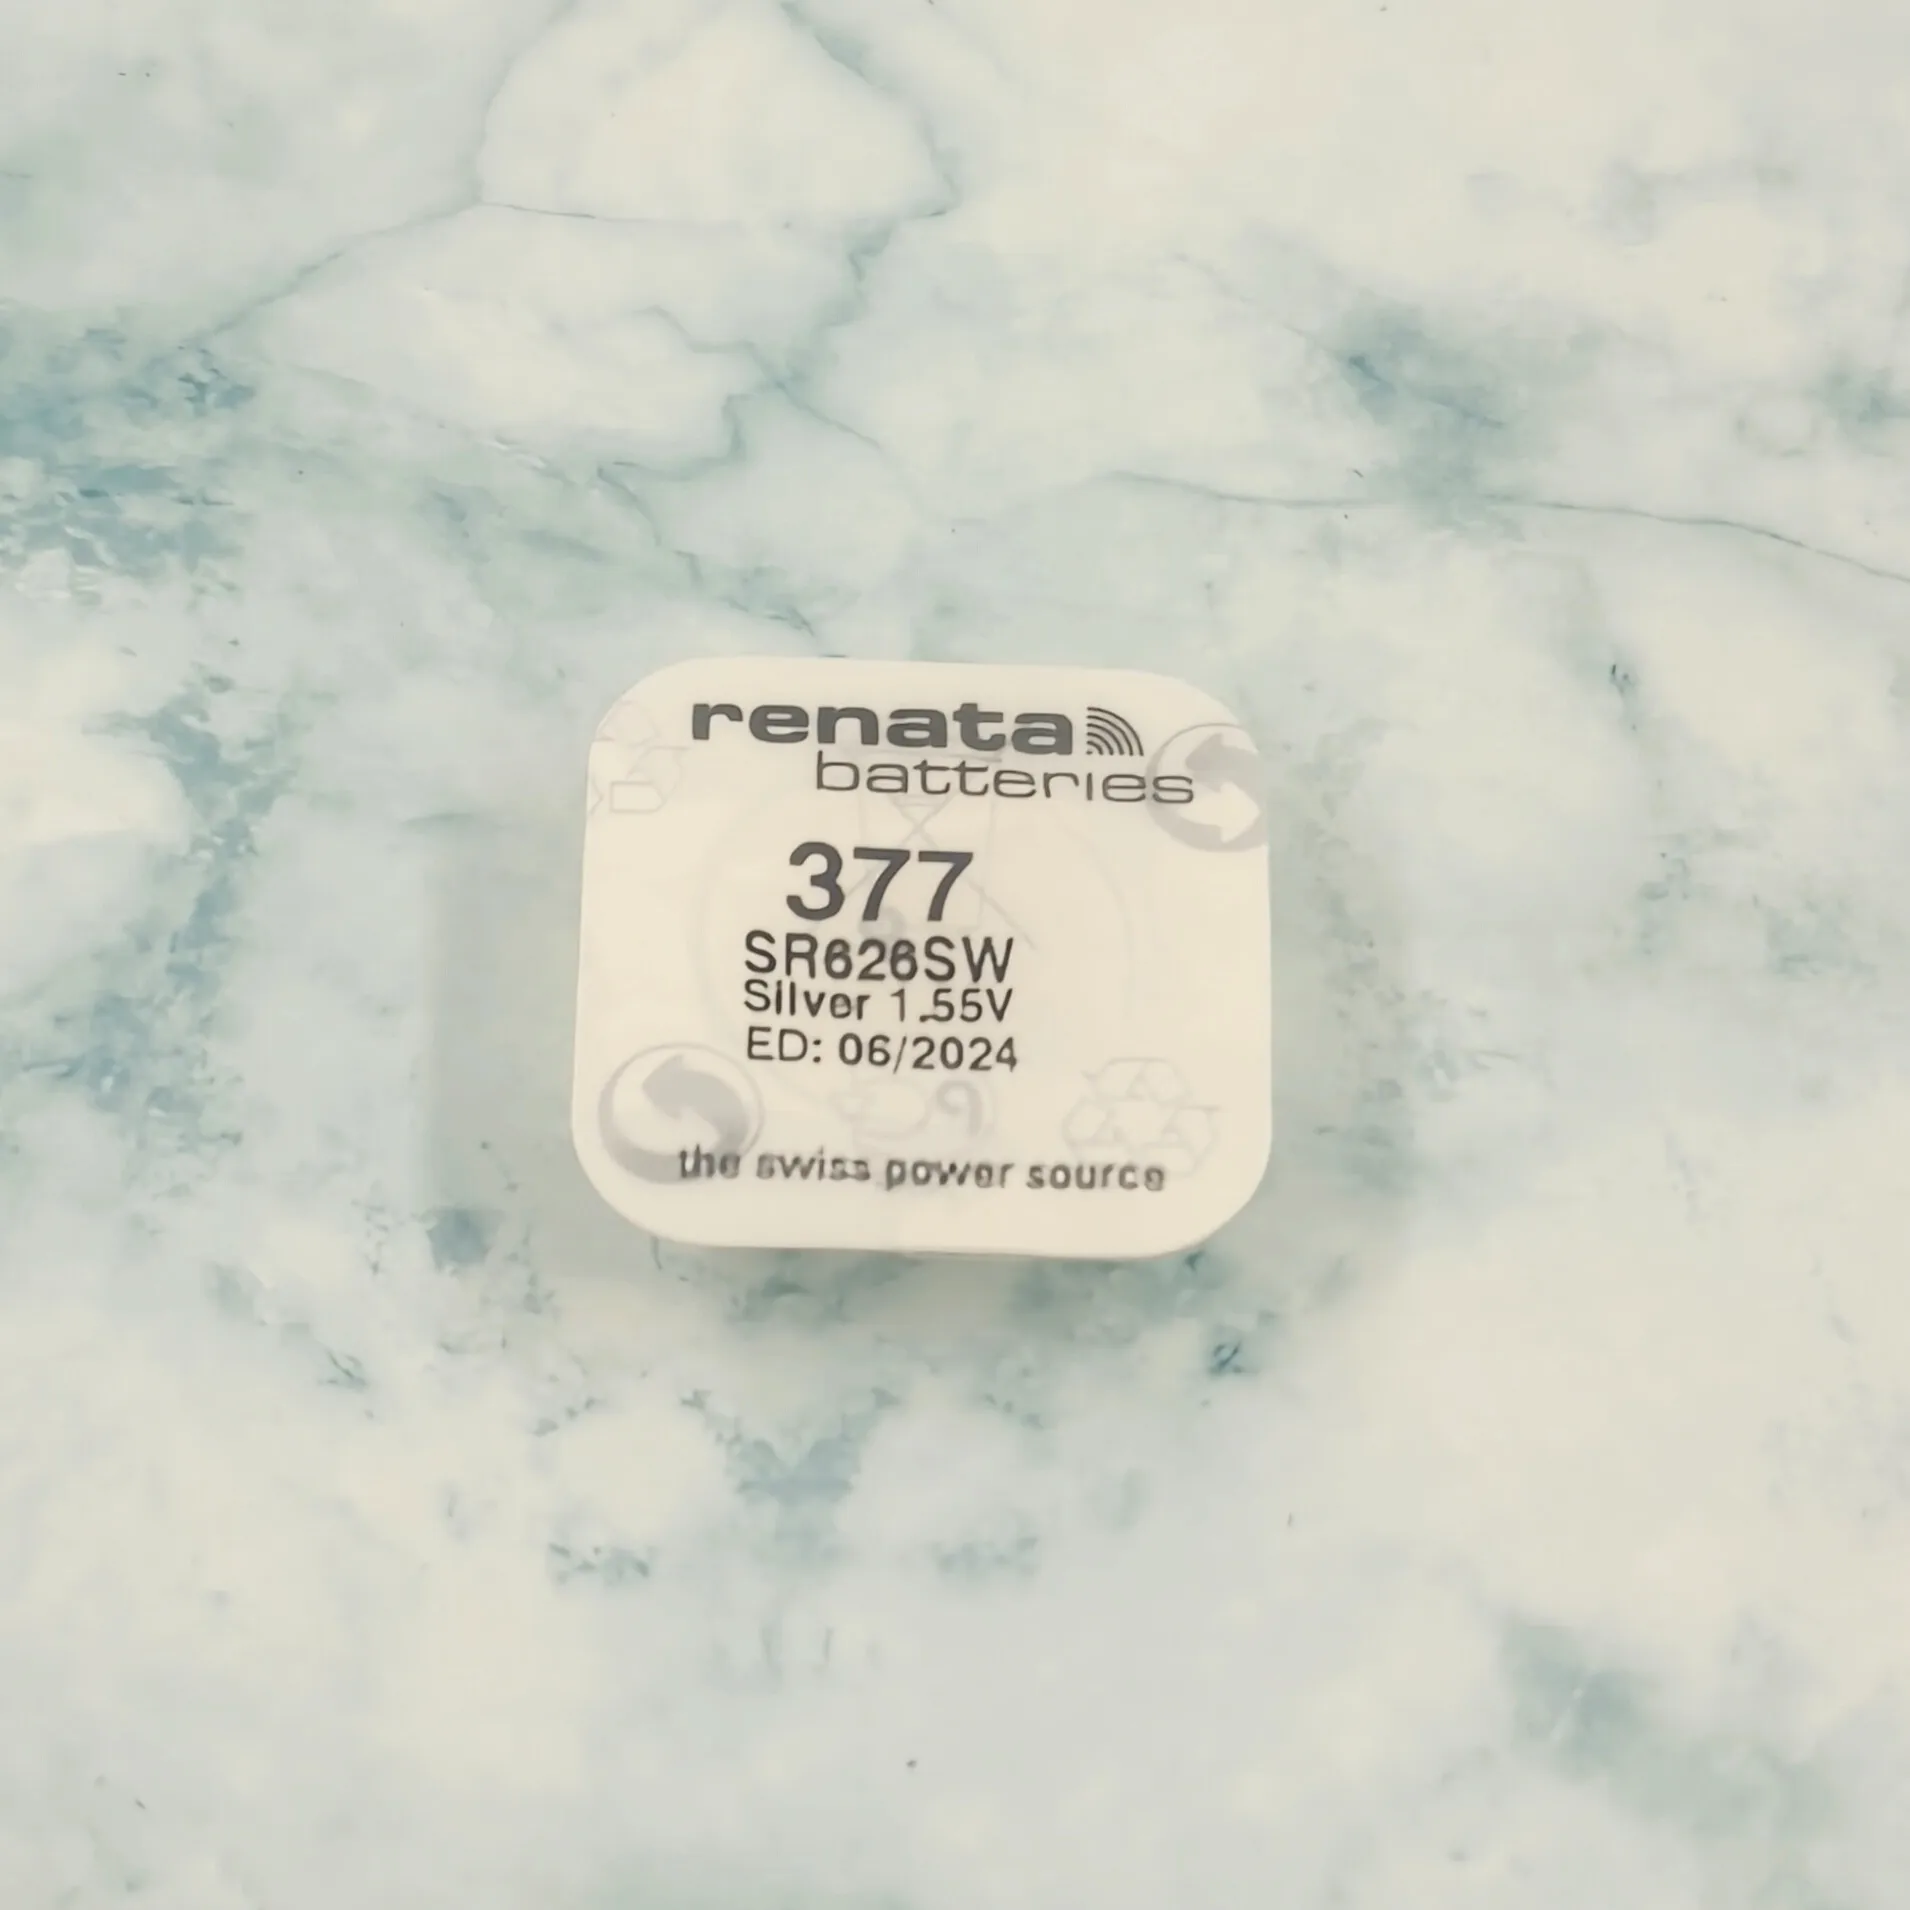 renata
batteries
377
SR626SW
Silver 1.55V
ED: 06/2024
the swiss power source